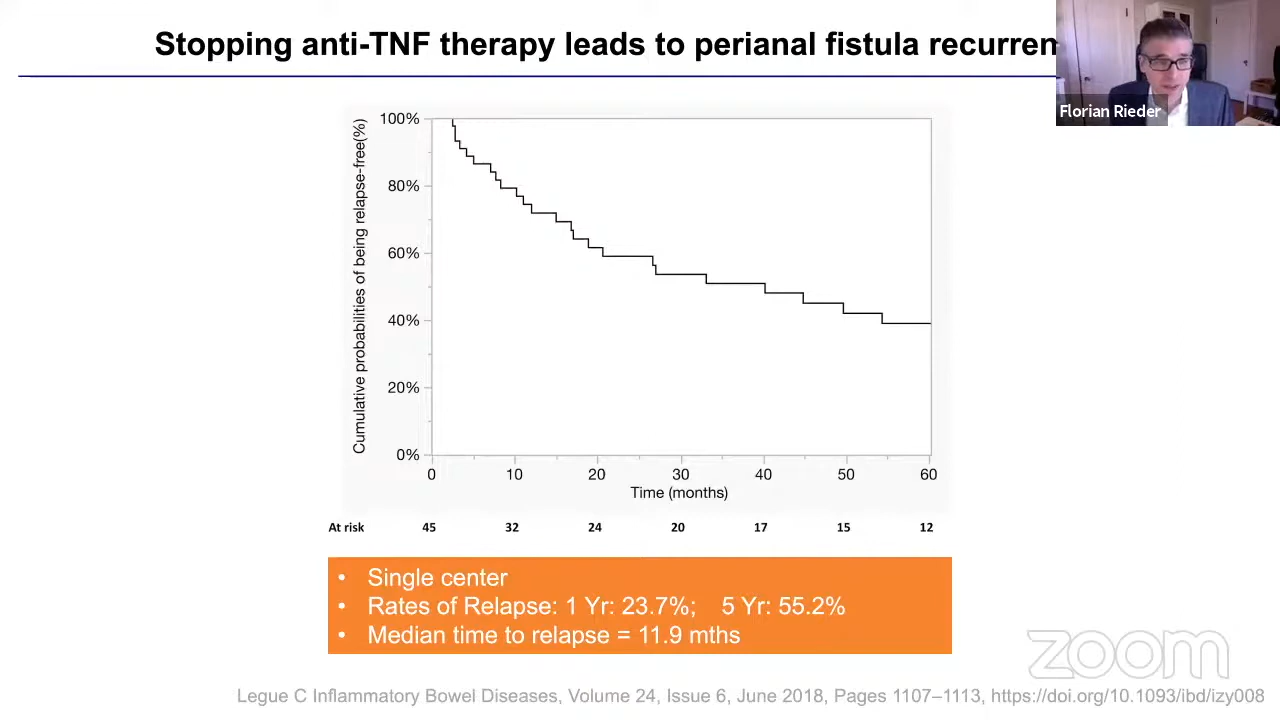 Stopping anti-TNF therapy leads to perianal fistula recurren
Florian Rieder
Cumulative probabilities of being relapse-free(%)
100%
80%
60%
40%
20%
0%
0 10 20 30 40 50 60
Time (months)
At risk 45 32 24 20 17 15 12
• Single center
• Rates of Relapse: 1 Yr: 23.7%; 5 Yr: 55.2%
• Median time to relapse = 11.9 mths
zoom
Legue C Inflammatory Bowel Diseases, Volume 24, Issue 6, June 2018, Pages 1107–1113, https://doi.org/10.1093/ibd/izy008